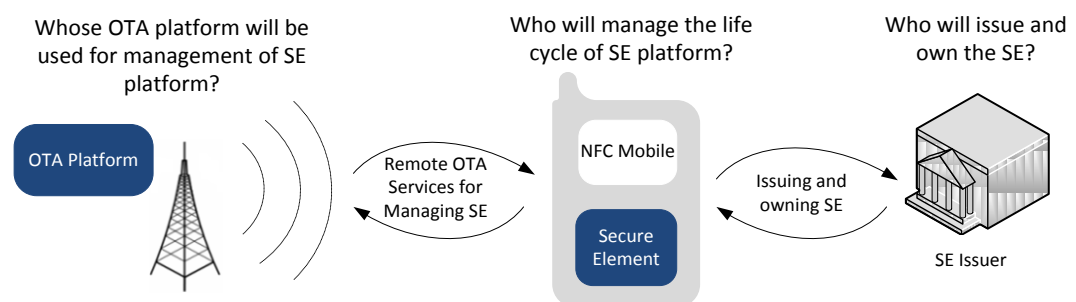 Whose OTA platform will be
used for management of SE
platform?
Who will manage the life
cycle of SE platform?
Who will issue and
own the SE?
OTA Platform
Remote OTA
Services for
Managing SE
NFC Mobile
Secure
Element
Issuing and
owning SE
SE Issuer